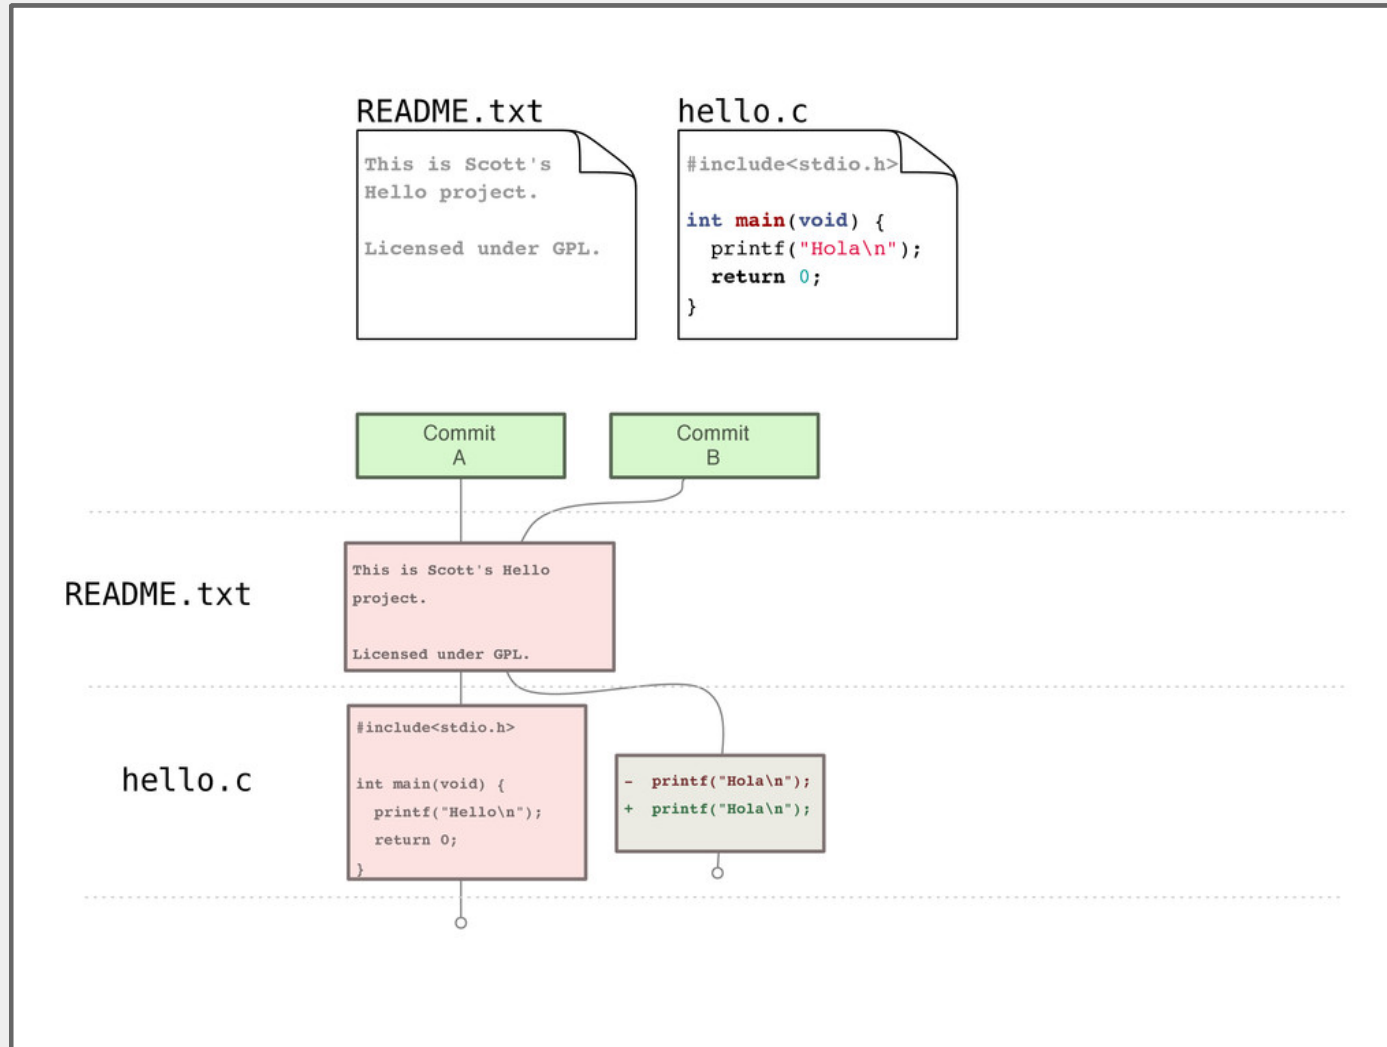 README.txt
This is Scott's
Hello project.
Licensed under GPL.
hello.c
#include<stdio.h>
int main(void) {
printf("Hola\n");
return 0;
}
Commit
A
Commit
B
README.txt
This is Scott's Hello
project.
Licensed under GPL.
hello.c
#include<stdio.h>
int main(void) {
printf("Hello\n");
return 0;
}
- printf("Hola\n");
+ printf("Hola\n");